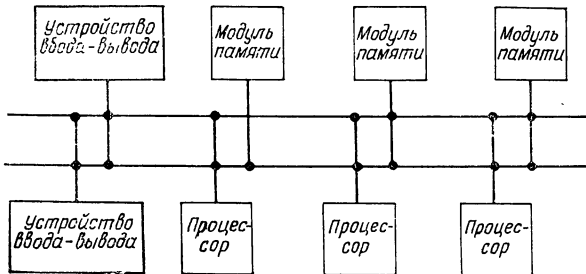 Устройство
ввода-вывода
Модуль
памяти
Модуль
памяти
Модуль
памяти
Устройство
ввода-вывода
Процес-
сор
Процес-
сор
Процес-
сор